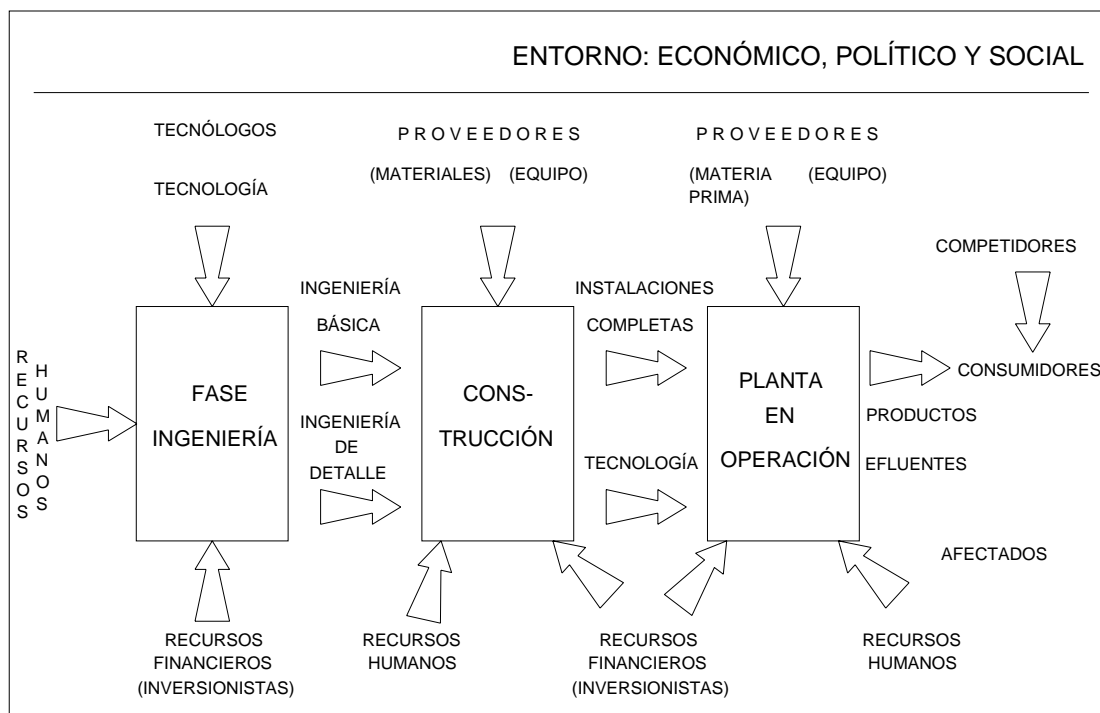 ENTORNO: ECONÓMICO, POLÍTICO Y SOCIAL
TECNÓLOGOS
TECNOLOGÍA
P R O V E E D O R E S
(MATERIALES) (EQUIPO)
P R O V E E D O R E S
(MATERIA (EQUIPO)
PRIMA)
COMPETIDORES
CONSUMIDORES
RECURSOS
HUMANOS
FASE
INGENIERÍA
INGENIERÍA
BÁSICA
INGENIERÍA
DE
DETALLE
CONS-
TRUCCIÓN
INSTALACIONES
COMPLETAS
TECNOLOGÍA
PLANTA
EN
OPERACIÓN
PRODUCTOS
EFLUENTES
AFECTADOS
RECURSOS
FINANCIEROS
(INVERSIONISTAS)
RECURSOS
HUMANOS
RECURSOS
FINANCIEROS
(INVERSIONISTAS)
RECURSOS
HUMANOS